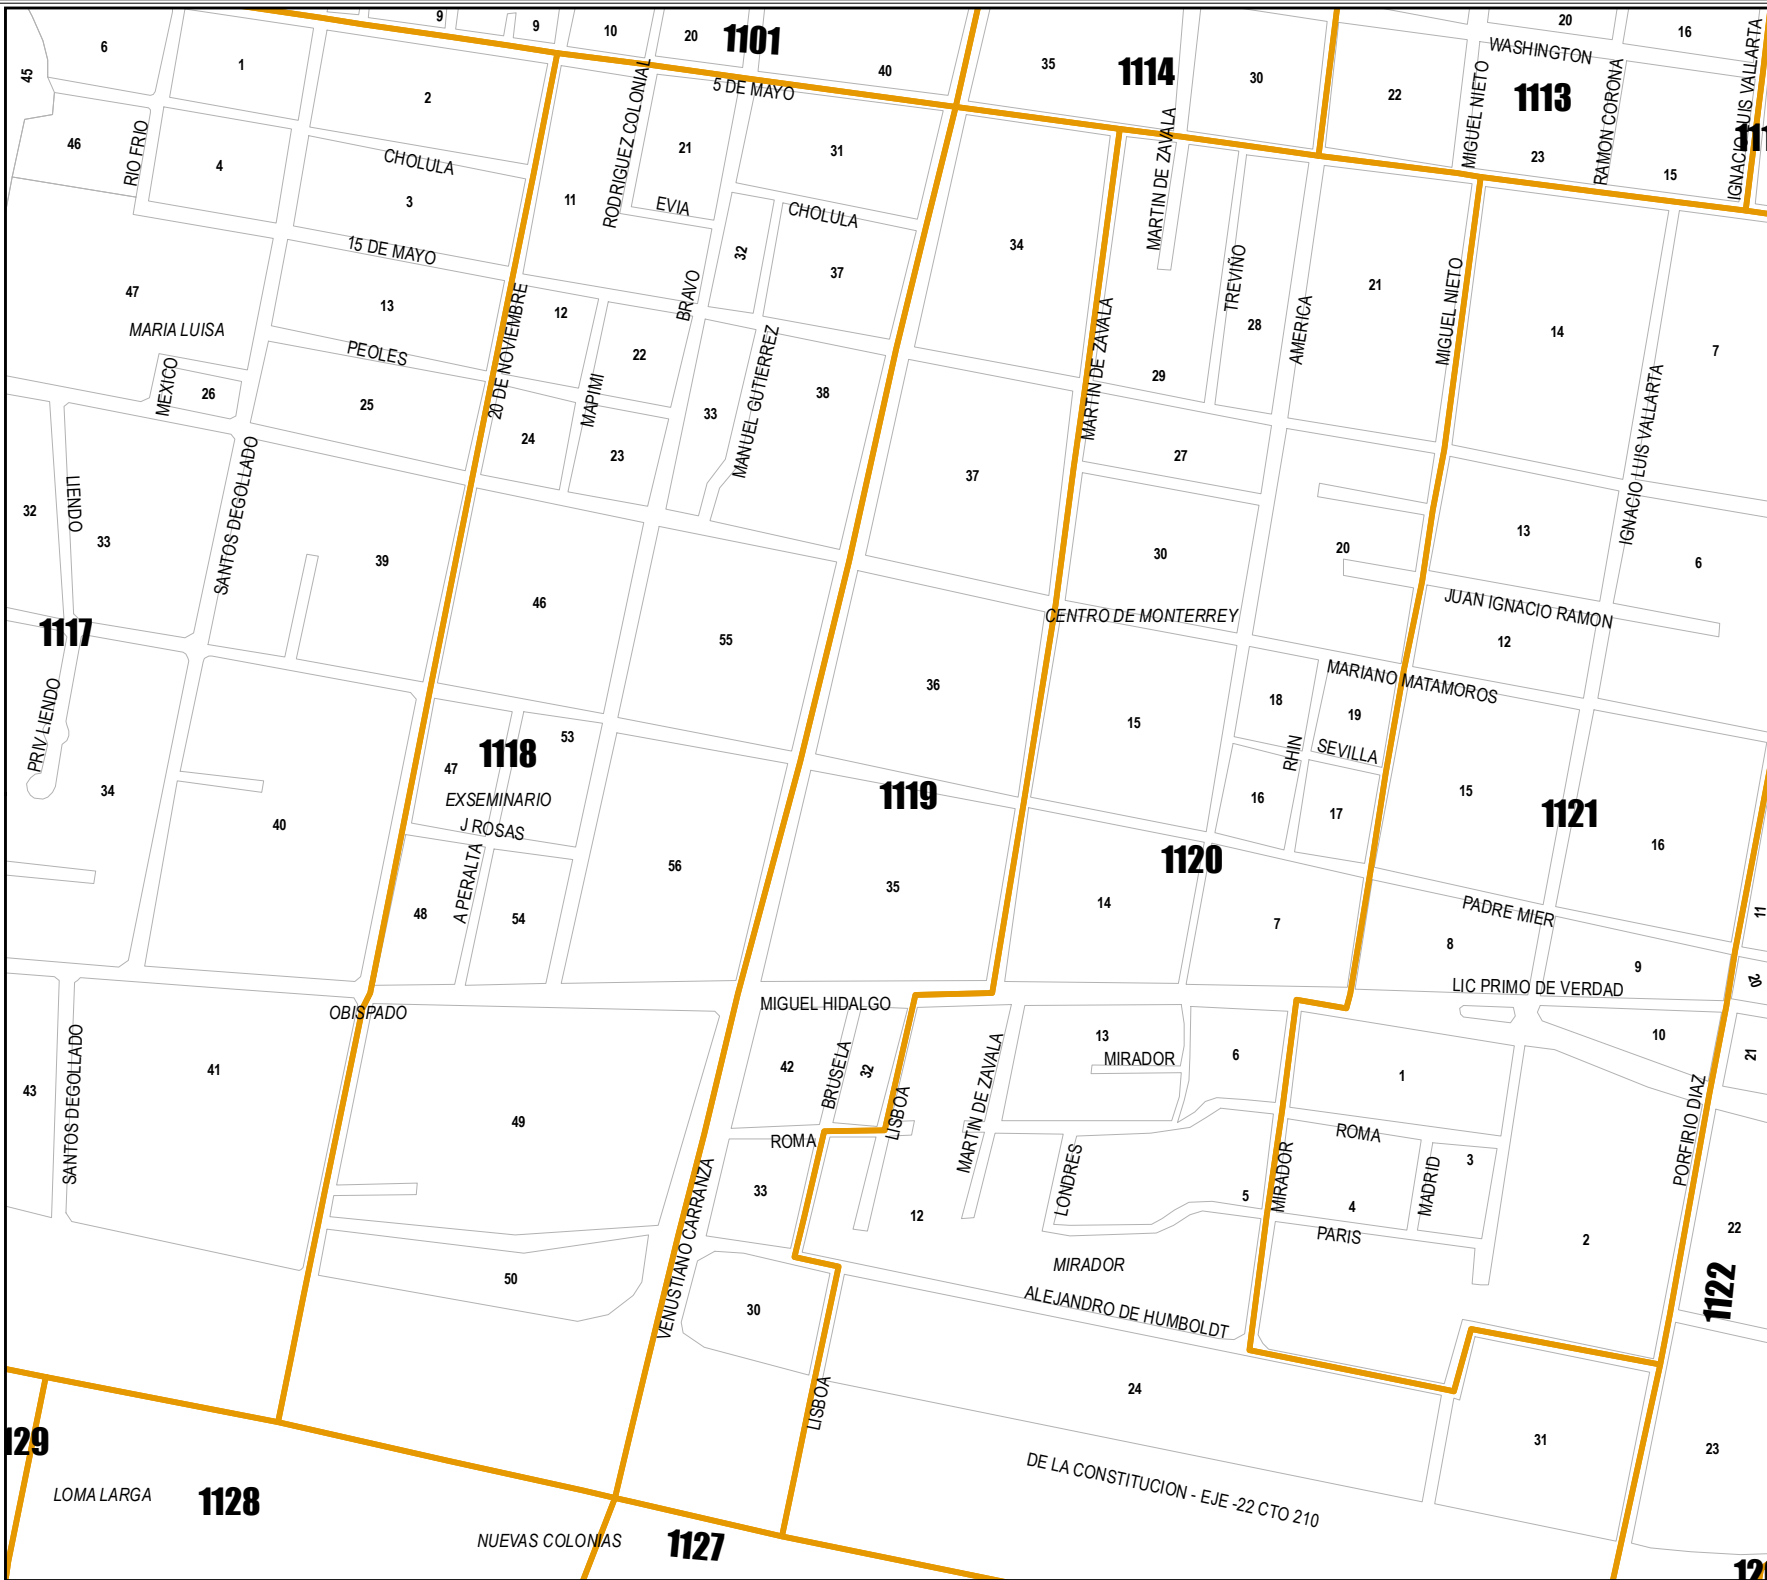 9
9
10
20
1101
40
5 DE MAYO
35
1114
30
20
16
WASHINGTON
22
MIGUEL NIETO
1113
RAMON CORONA
23
15
IGNACIO LUIS VALLARTA
6
45
1
2
46
RIO FRIO
4
CHOLULA
3
15 DE MAYO
11
RODRIGUEZ COLONIAL
21
EVIA
31
CHOLULA
32
37
34
MARTIN DE ZAVALA
TREVIÑO
28
AMERICA
21
MIGUEL NIETO
14
7
47
MARIA LUISA
13
PEOLES
20 DE NOVIEMBRE
12
BRAVO
22
MAPIMI
MANUEL GUTIERREZ
38
33
MARTIN DE ZAVALA
29
MEXICO
26
25
24
23
37
27
IGNACIO LUIS VALLARTA
32
LIENDO
33
SANTOS DEGOLLADO
39
46
55
30
20
13
6
CENTRO DE MONTERREY
JUAN IGNACIO RAMON
12
1117
PRIV LIENDO
34
40
47
1118
53
EXSEMINARIO
J ROSAS
A PERALTA
48
54
56
36
1119
35
15
18
19
RHIN
SEVILLA
16
17
MARIANO MATAMOROS
15
1121
16
1120
14
7
PADRE MIER
8
9
11
20
LIC PRIMO DE VERDAD
OBISPADO
MIGUEL HIDALGO
10
21
SANTOS DEGOLLADO
43
41
49
42
BRUSELA
32
LISBOA
MARTIN DE ZAVALA
13
MIRADOR
6
1
ROMA
ROMA
MADRID
3
PORFIRIO DIAZ
33
12
LONDRES
5
MIRADOR
4
PARIS
2
22
1122
50
VENUSTIANO CARRANZA
30
MIRADOR
ALEJANDRO DE HUMBOLDT
24
LISBOA
31
23
DE LA CONSTITUCION - EJE -22 CTO 210
LOMA LARGA
1128
NUEVAS COLONIAS
1127